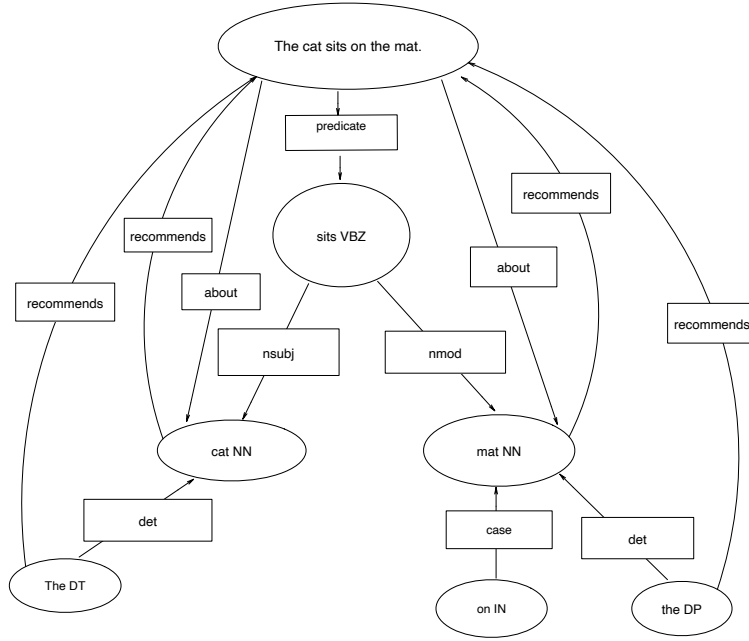 The cat sits on the mat.
predicate
recommends
sits VBZ
recommends
about
about
recommends
recommends
nsubj
nmod
cat NN
mat NN
det
case
det
The DT
on IN
the DP